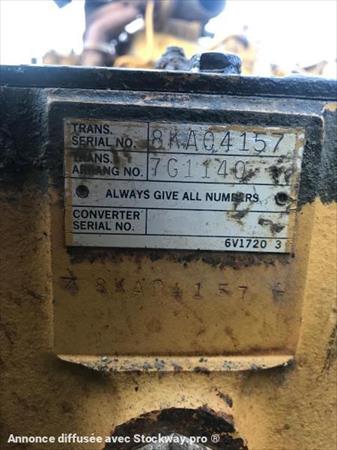 TRANS.
SERIAL NO. 8KA04157
TRANS.
ARRANG NO. 7G1140
ALWAYS GIVE ALL NUMBERS
CONVERTER
SERIAL NO.
6V1720 3
8KA04157
Annonce diffusée avec Stockway.pro ®